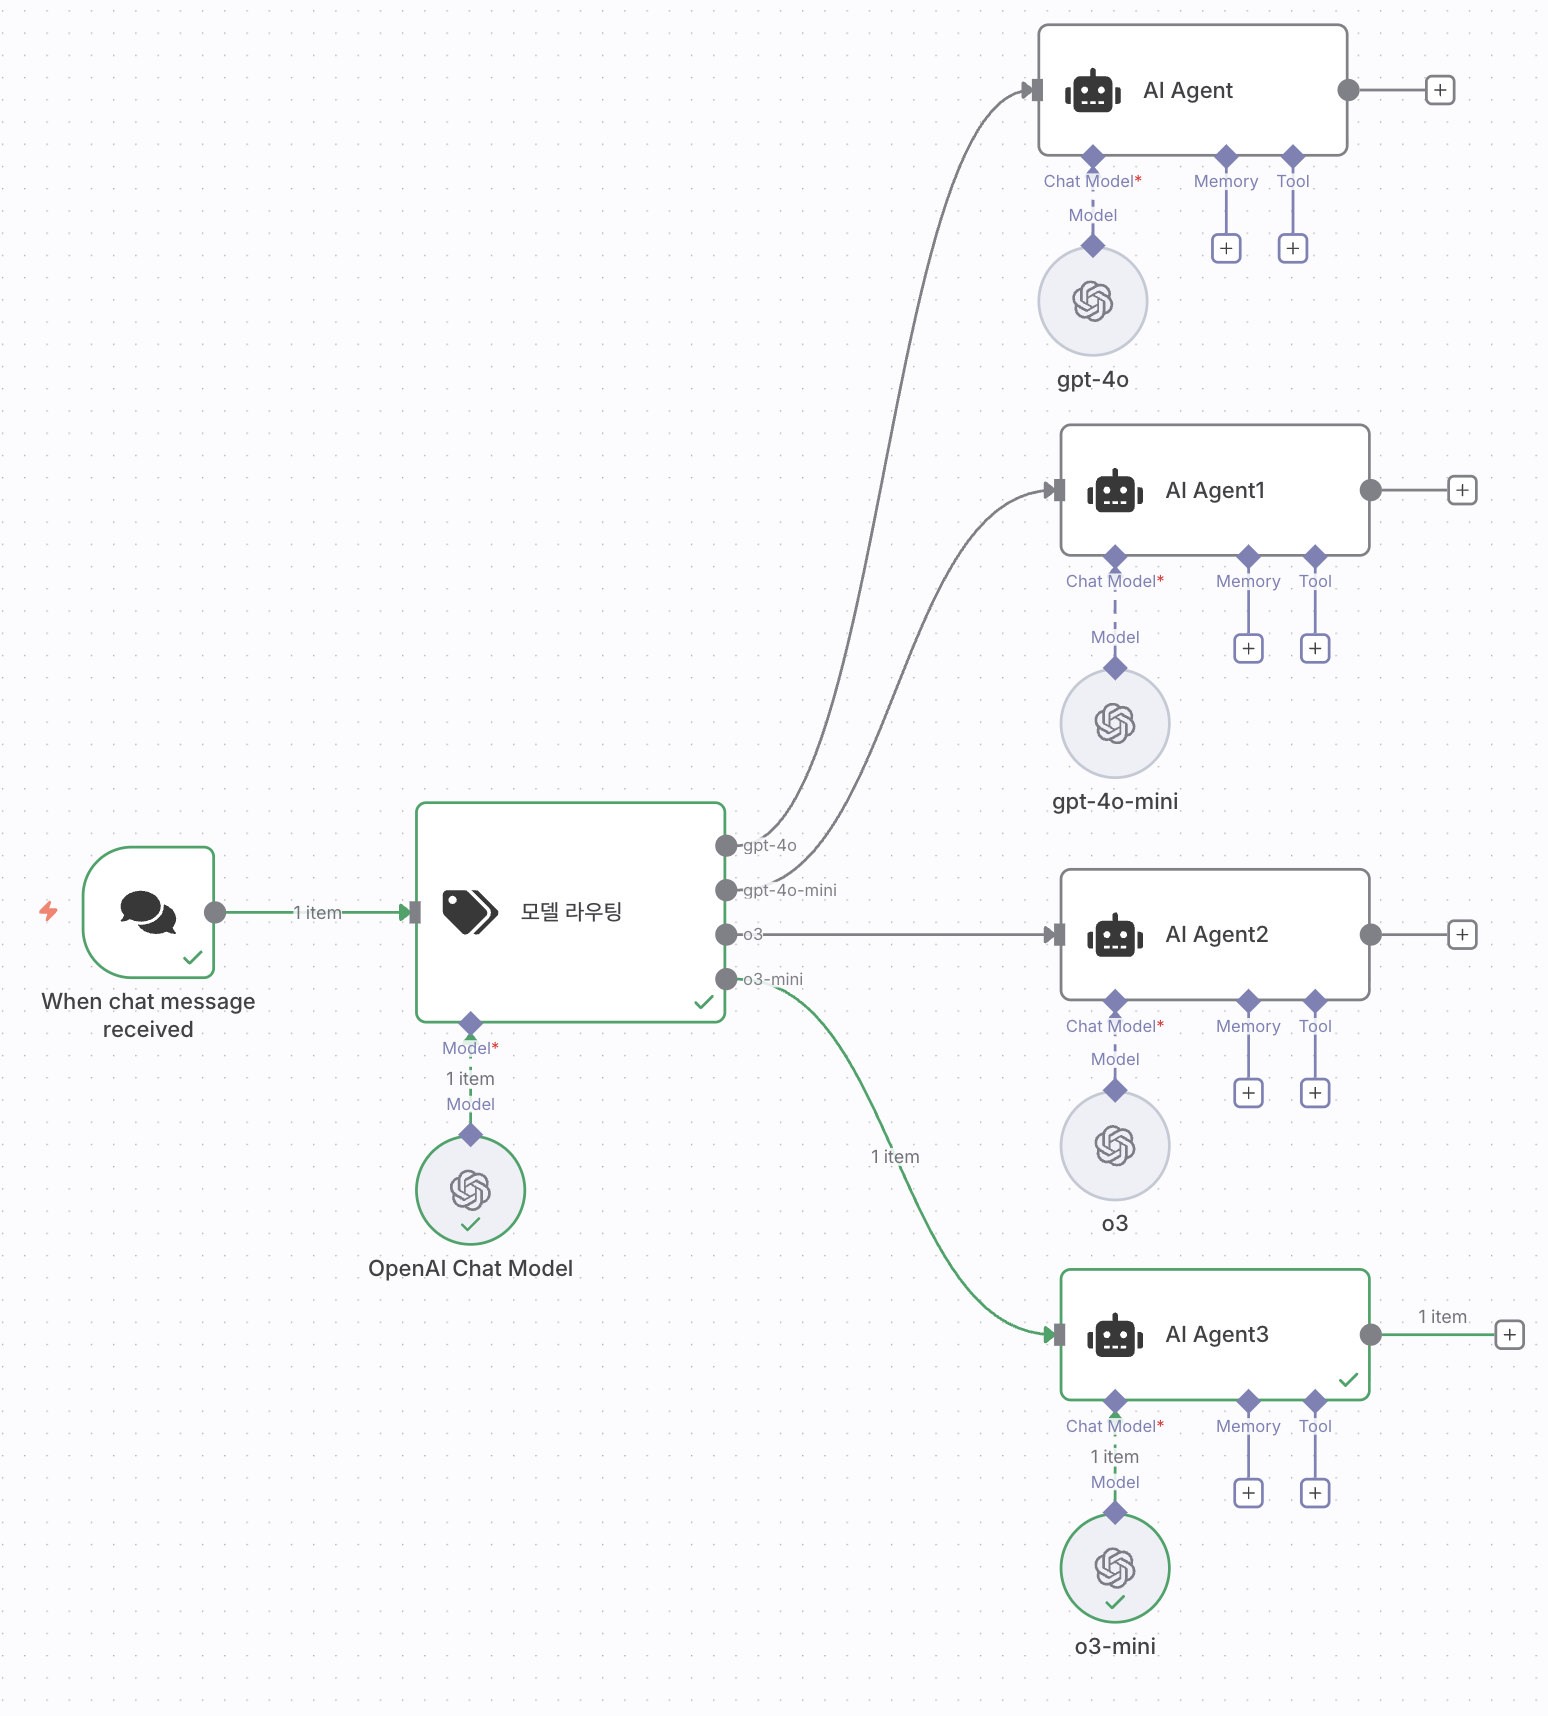 AI Agent
Chat Model*
Memory
Tool
Model
gpt-4o
AI Agent1
Chat Model*
Memory
Tool
Model
gpt-4o-mini
When chat message
received
1 item
모델 라우팅
gpt-4o
gpt-4o-mini
o3
o3-mini
Model*
1 item
Model
OpenAI Chat Model
AI Agent2
Chat Model*
Memory
Tool
Model
o3
1 item
AI Agent3
1 item
Chat Model*
Memory
Tool
1 item
Model
o3-mini